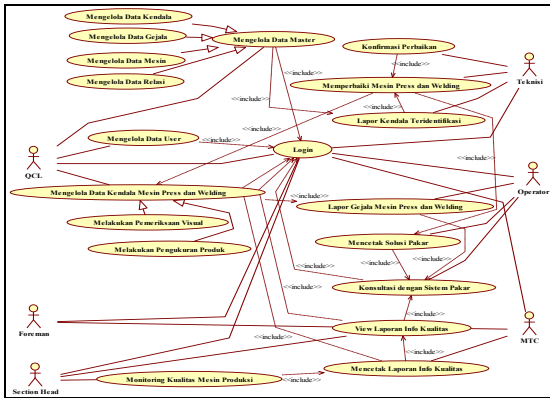 Mengelola Data Kendala
Mengelola Data Gejala
Mengelola Data Master
Konfirmasi Perbaikan
Mengelola Data Mesin
<<include>>
Mengelola Data Relasi
Memperbaiki Mesin Press dan Welding
Teknisi
<<include>>
<<include>>
Lapor Kendala Teridentifikasi
<<include>>
Mengelola Data User
<<include>>
<<include>>
Login
QCL
Mengelola Data Kendala Mesin Press dan Welding
<<include>>
Operator
Lapor Gejala Mesin Press dan Welding
<<include>>
Melakukan Pemeriksaan Visual
Melakukan Pengukuran Produk
Mencetak Solusi Pakar
<<include>>
<<include>>
<<include>>
Konsultasi dengan Sistem Pakar
<<include>>
<<include>>
View Laporan Info Kualitas
Foreman
<<include>>
<<include>>
MTC
Mencetak Laporan Info Kualitas
Monitoring Kualitas Mesin Produksi
<<include>>
Section Head